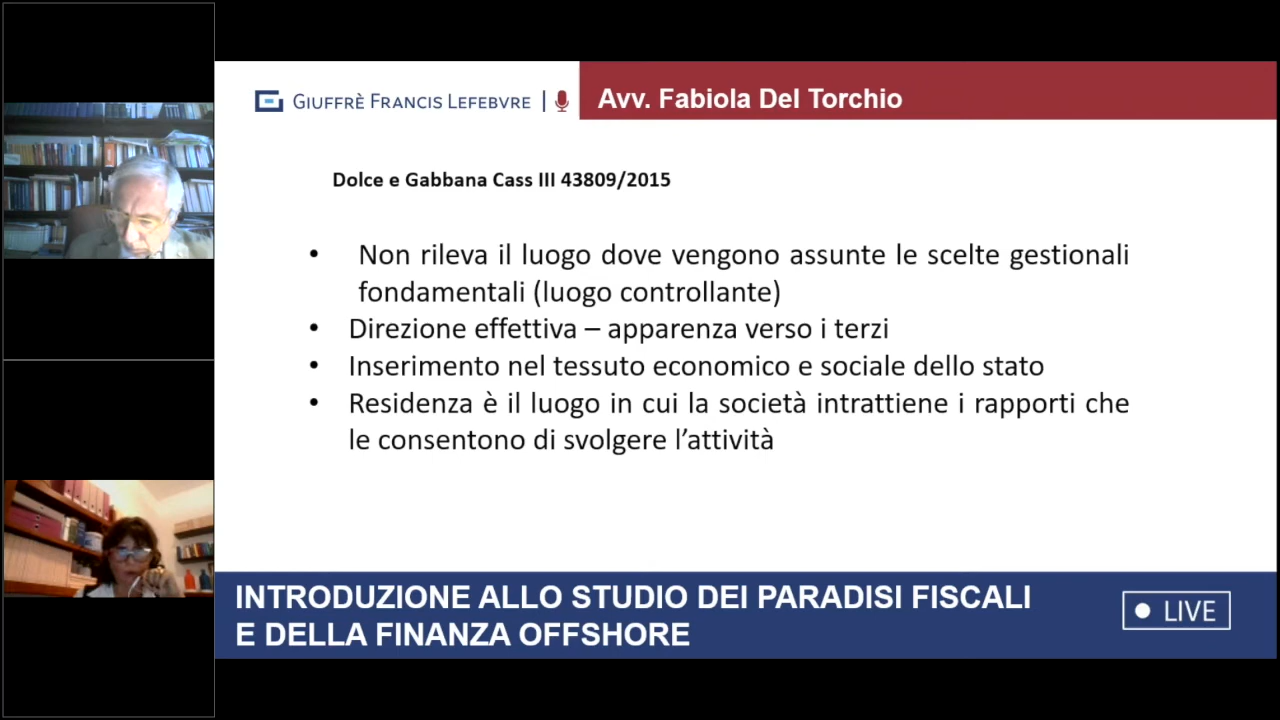 GIUFFRÈ FRANCIS LEFEBVRE
Avv. Fabiola Del Torchio
Dolce e Gabbana Cass III 43809/2015
• Non rileva il luogo dove vengono assunte le scelte gestionali
fondamentali (luogo controllante)
• Direzione effettiva – apparenza verso i terzi
• Inserimento nel tessuto economico e sociale dello stato
• Residenza è il luogo in cui la società intrattiene i rapporti che
le consentono di svolgere l’attività
INTRODUZIONE ALLO STUDIO DEI PARADISI FISCALI
E DELLA FINANZA OFFSHORE
LIVE